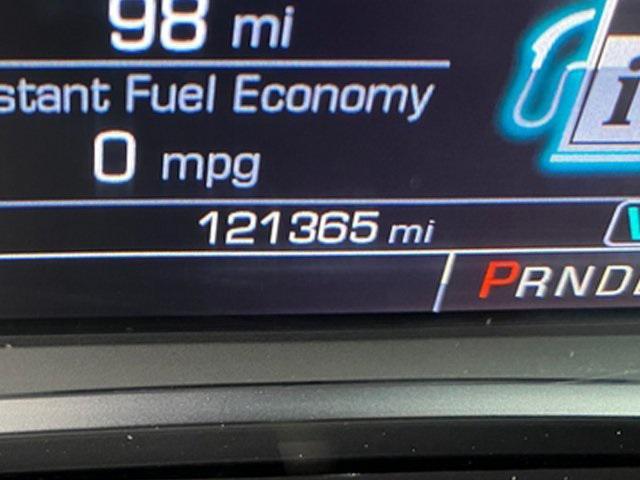 98 mi
stant Fuel Economy
i
0 mpg
121365 mi
PRND